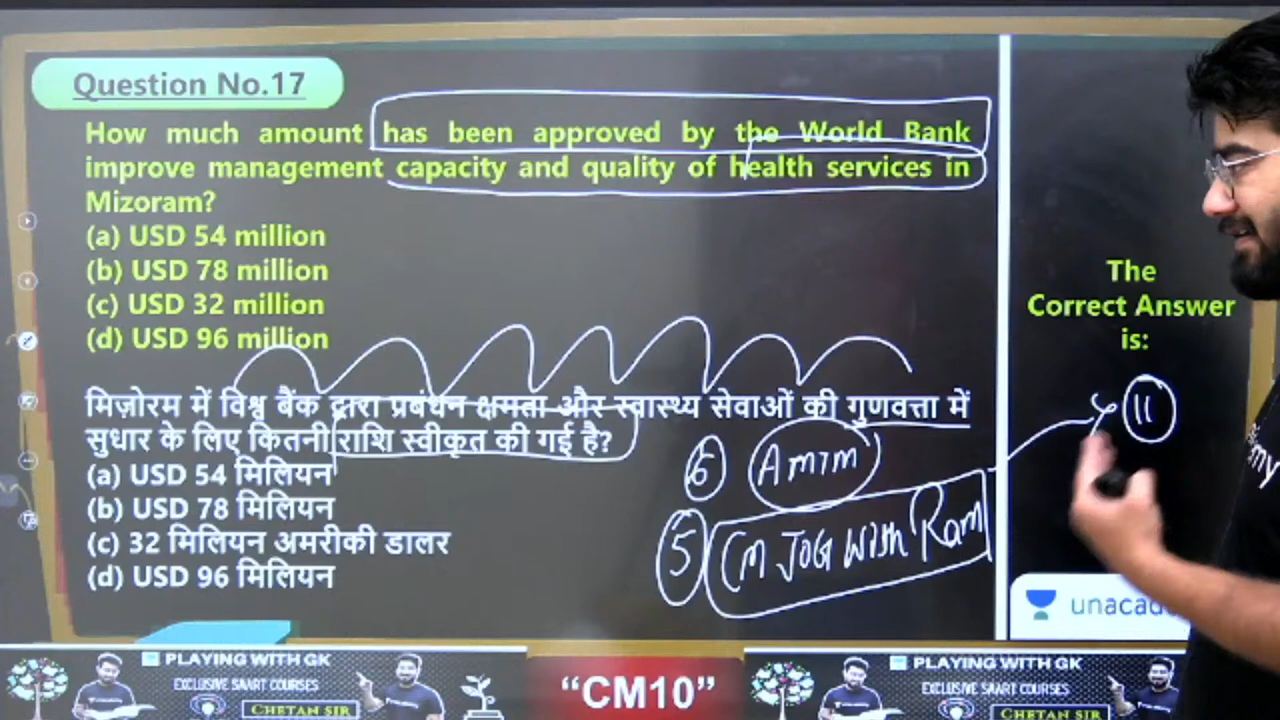 Question No.17
How much amount has been approved by the World Bank
improve management capacity and quality of health services in
Mizoram?
(a) USD 54 million
(b) USD 78 million
(c) USD 32 million
(d) USD 96 million
मिज़ोरम में विश्व बैंक द्वारा प्रबंधन क्षमता और स्वास्थ्य सेवाओं की गुणवत्ता में
सुधार के लिए कितनी राशि स्वीकृत की गई है?
(a) USD 54 मिलियन
(b) USD 78 मिलियन
(c) 32 मिलियन अमरीकी डालर
(d) USD 96 मिलियन
The
Correct Answer
is:
11
6
5 Cm JOG With Ram
unacad
my
PLAYING WITH GK
EXCLUSIVE SAART COURSES
CHETAN SIR
"CM10"
PLAYING WITH GK
EXCLUSIVE SAART COURSES
CHETAN SIR